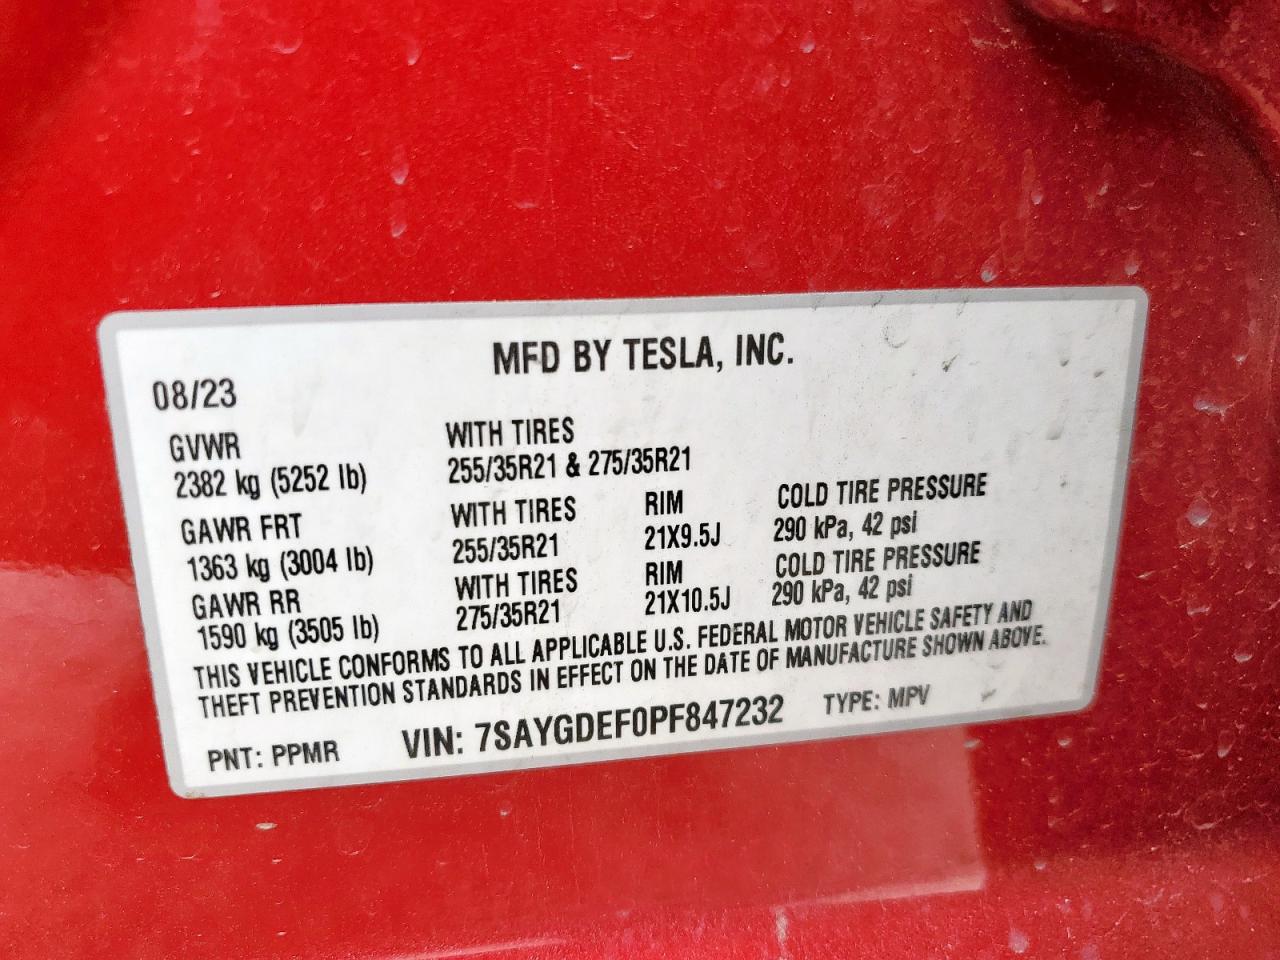 MFD BY TESLA, INC.
08/23
GVWR WITH TIRES
2382 kg (5252 lb) 255/35R21 & 275/35R21
GAWR FRT WITH TIRES RIM COLD TIRE PRESSURE
1363 kg (3004 lb) 255/35R21 21X9.5J 290 kPa, 42 psi
GAWR RR WITH TIRES RIM COLD TIRE PRESSURE
1590 kg (3505 lb) 275/35R21 21X10.5J 290 kPa, 42 psi
THIS VEHICLE CONFORMS TO ALL APPLICABLE U.S. FEDERAL MOTOR VEHICLE SAFETY AND
THEFT PREVENTION STANDARDS IN EFFECT ON THE DATE OF MANUFACTURE SHOWN ABOVE.
PNT: PPMR VIN: 7SAYGDEF0PF847232 TYPE: MPV